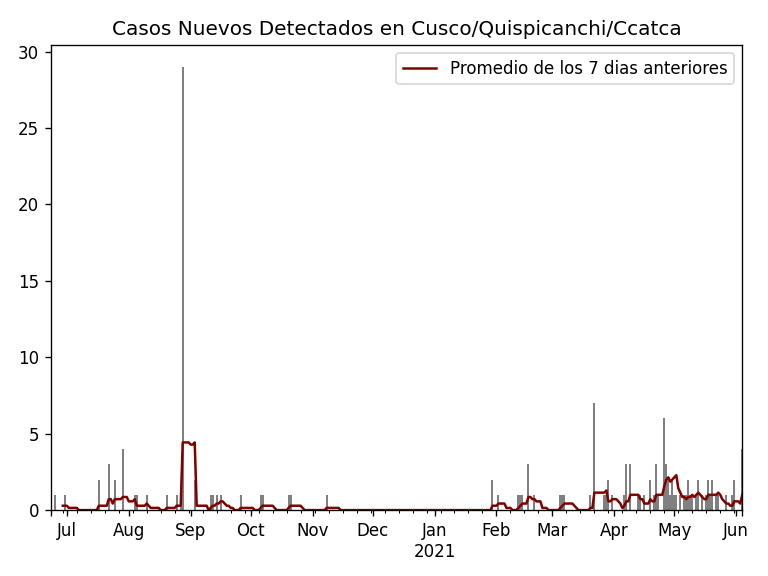 Casos Nuevos Detectados en Cusco/Quispicanchi/Ccatca
Promedio de los 7 dias anteriores
30
25
20
15
10
5
0
Jul Aug Sep Oct Nov Dec Jan Feb Mar Apr May Jun
2021